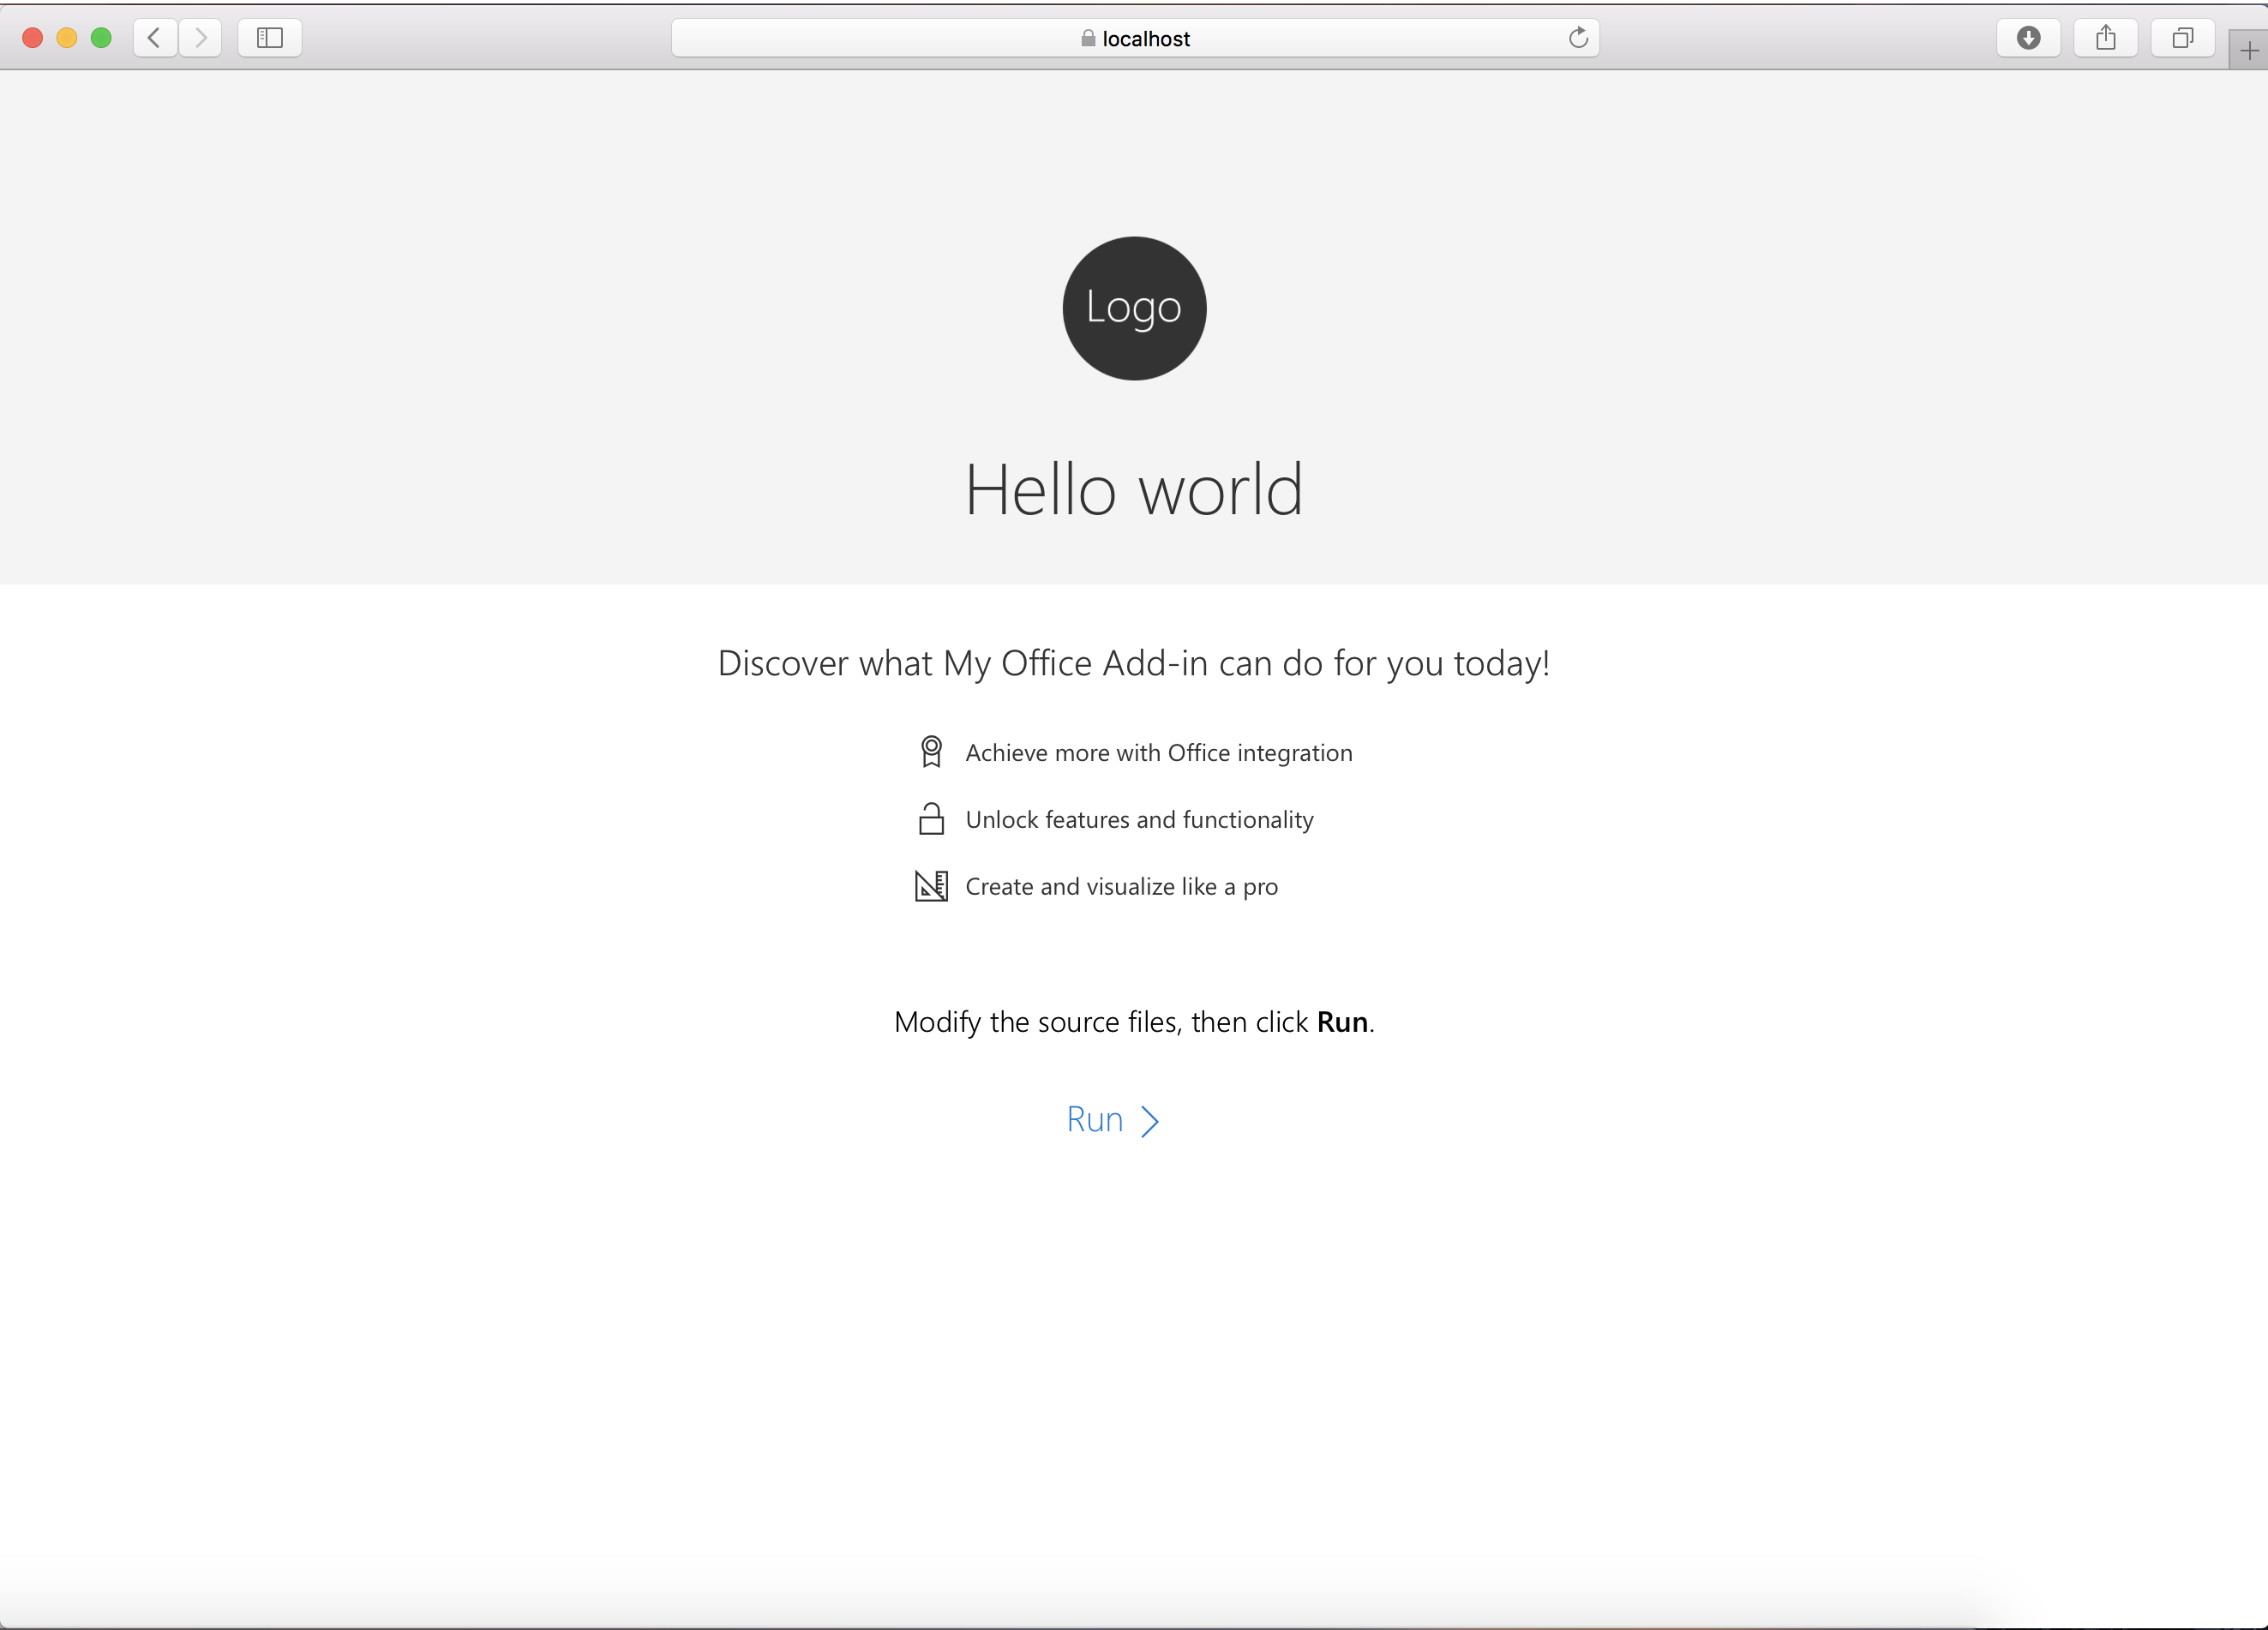 localhost
Logo
Hello world
Discover what My Office Add-in can do for you today!
Achieve more with Office integration
Unlock features and functionality
Create and visualize like a pro
Modify the source files, then click Run.
Run